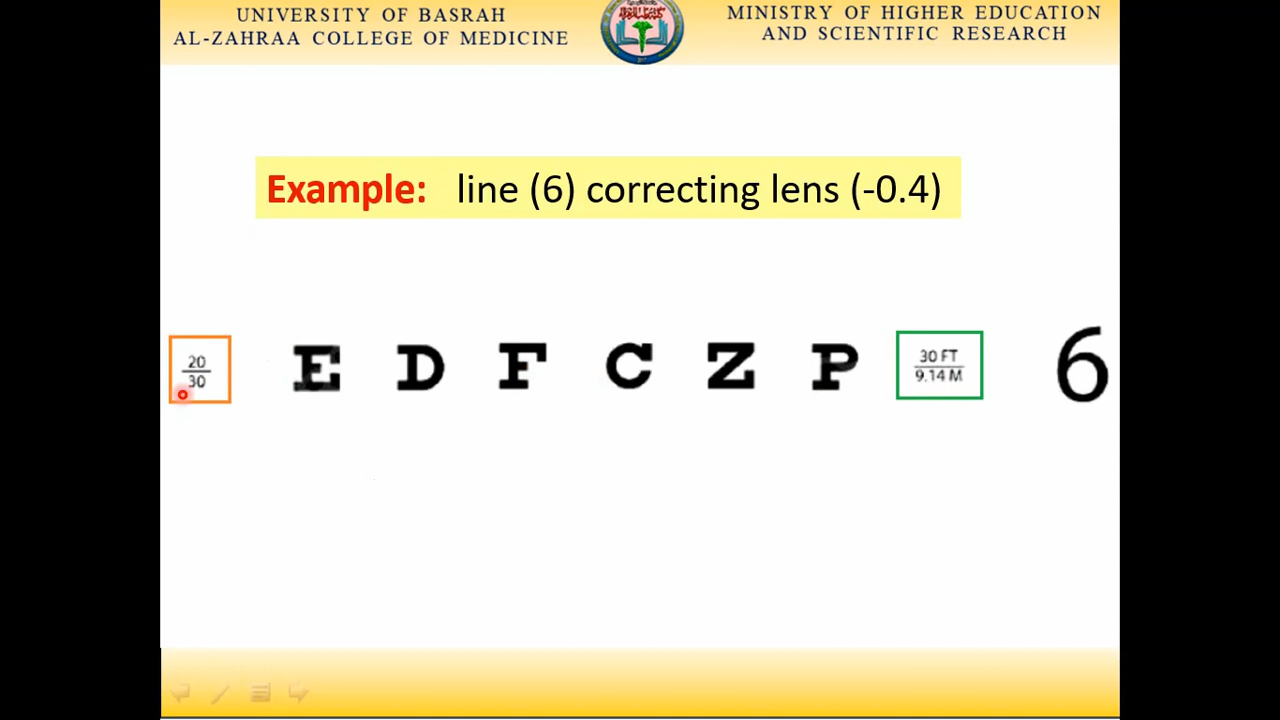 UNIVERSITY OF BASRAH
AL-ZAHRAA COLLEGE OF MEDICINE
MINISTRY OF HIGHER EDUCATION
AND SCIENTIFIC RESEARCH
Example: line (6) correcting lens (-0.4)
20
30
E D F C Z P
30 FT
9.14 M
6